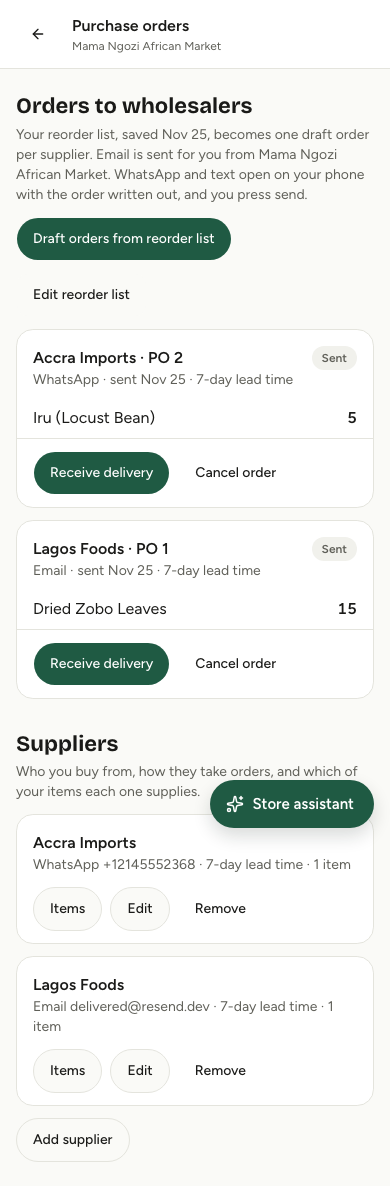 Purchase orders
Mama Ngozi African Market
Orders to wholesalers
Your reorder list, saved Nov 25, becomes one draft order
per supplier. Email is sent for you from Mama Ngozi
African Market. WhatsApp and text open on your phone
with the order written out, and you press send.
Draft orders from reorder list
Edit reorder list
Accra Imports · PO 2
Sent
WhatsApp · sent Nov 25 · 7-day lead time
Iru (Locust Bean) 5
Receive delivery Cancel order
Lagos Foods · PO 1
Sent
Email · sent Nov 25 · 7-day lead time
Dried Zobo Leaves 15
Receive delivery Cancel order
Suppliers
Who you buy from, how they take orders, and which of
your items each one supplies.
Store assistant
Accra Imports
WhatsApp +12145552368 · 7-day lead time · 1 item
Items Edit Remove
Lagos Foods
Email delivered@resend.dev · 7-day lead time · 1
item
Items Edit Remove
Add supplier